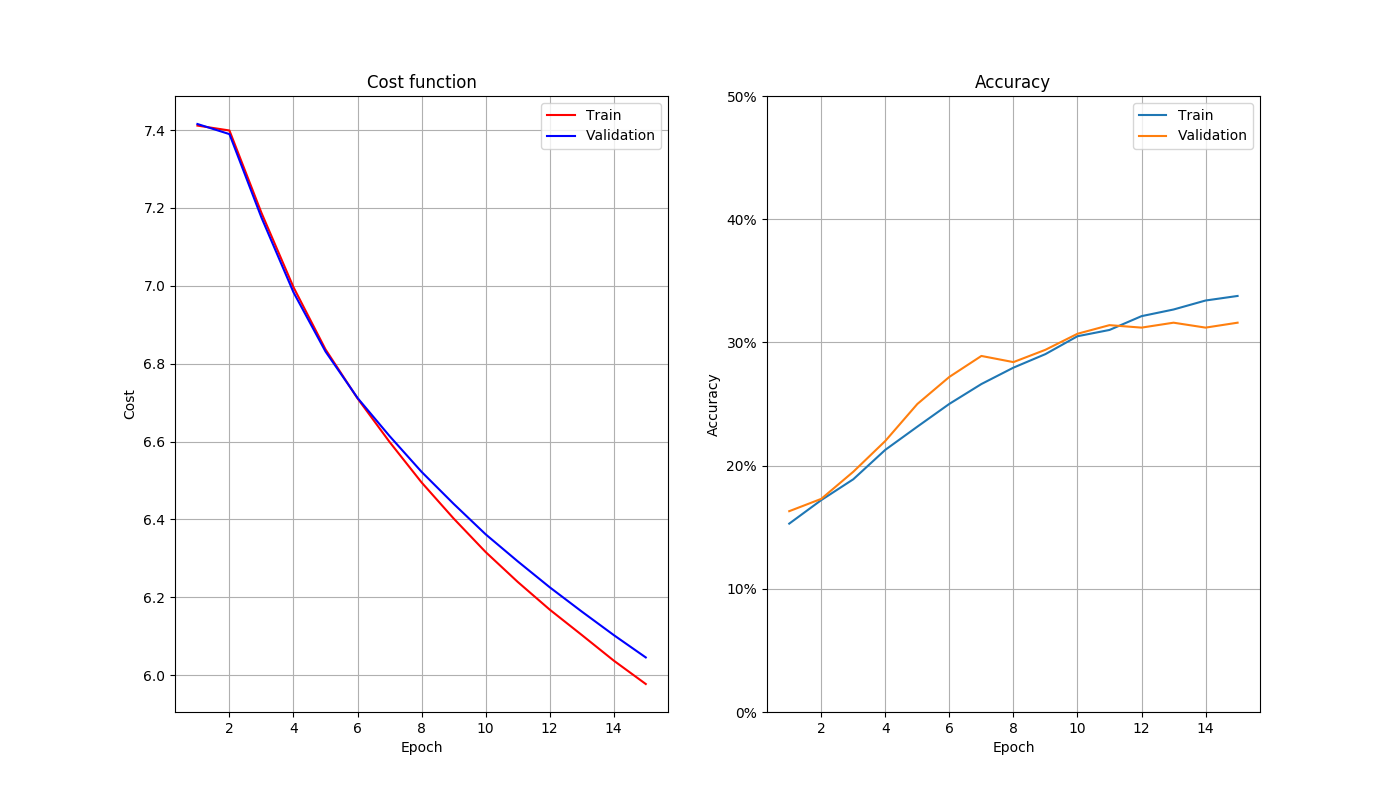 Cost function
Train
Validation
7.4
7.2
7.0
6.8
6.6
6.4
6.2
6.0
Cost
2 4 6 8 10 12 14
Epoch
Accuracy
Train
Validation
50%
40%
30%
20%
10%
0%
Accuracy
2 4 6 8 10 12 14
Epoch